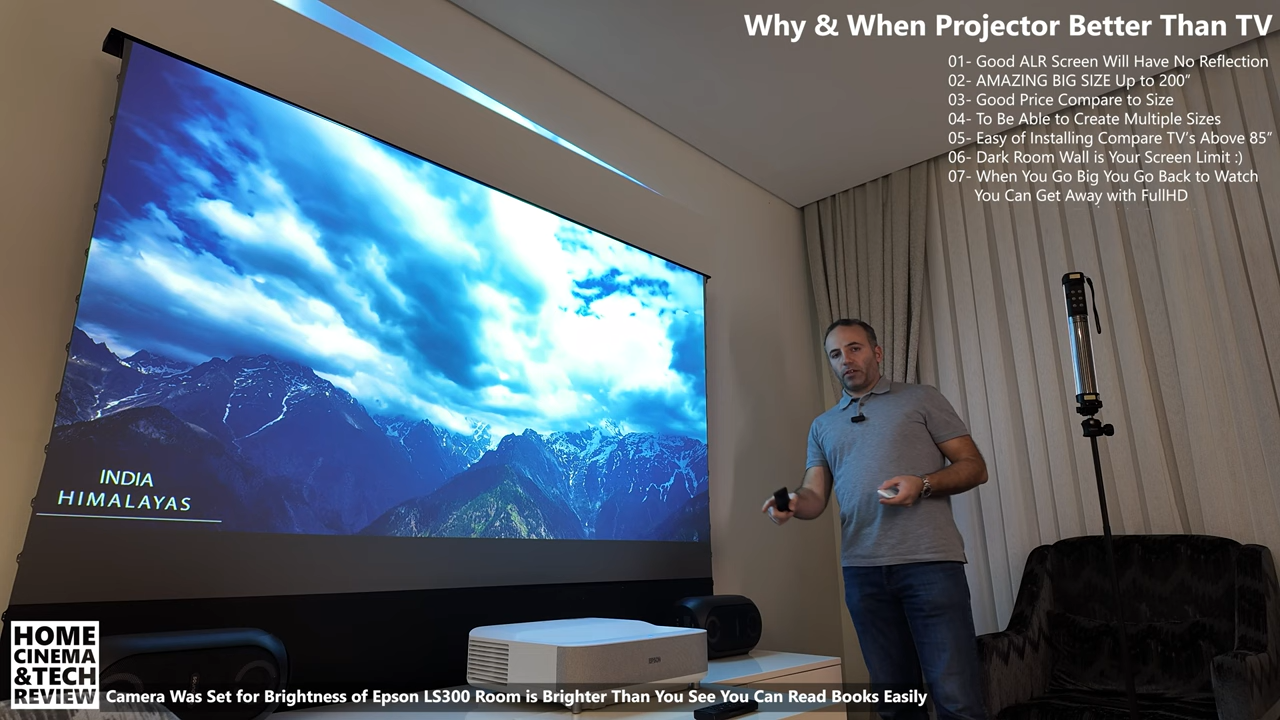 Why & When Projector Better Than TV
01- Good ALR Screen Will Have No Reflection
02- AMAZING BIG SIZE Up to 200"
03- Good Price Compare to Size
04- To Be Able to Create Multiple Sizes
05- Easy of Installing Compare TV's Above 85"
06- Dark Room Wall is Your Screen Limit :)
07- When You Go Big You Go Back to Watch
You Can Get Away with FullHD
INDIA
HIMALAYAS
EPSON
HOME
CINEMA
&TECH
REVIEW
Camera Was Set for Brightness of Epson LS300 Room is Brighter Than You See You Can Read Books Easily